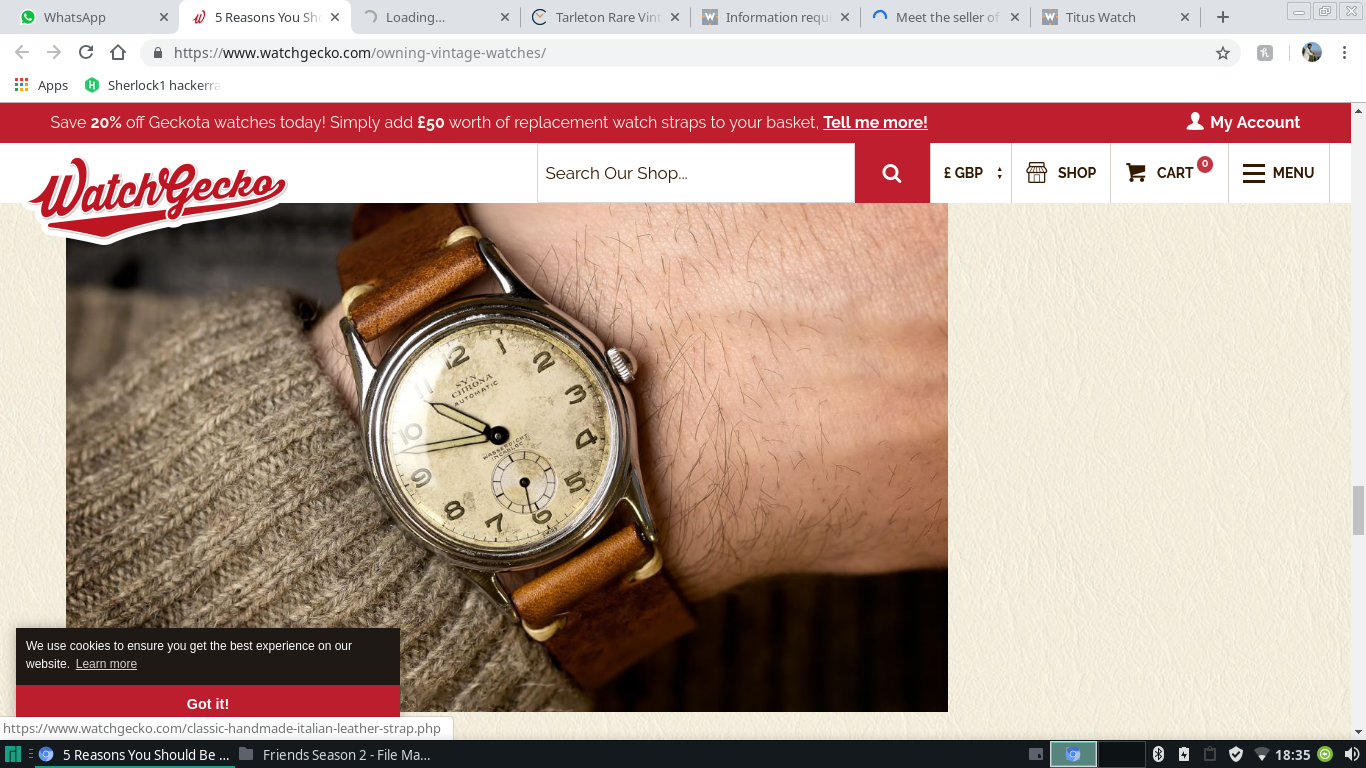 WhatsApp
5 Reasons You Sho
Loading...
Tarleton Rare Vint
Information requ
Meet the seller of
Titus Watch
https://www.watchgecko.com/owning-vintage-watches/
Apps
Sherlock1 hackerra
Save 20% off Geckota watches today! Simply add £50 worth of replacement watch straps to your basket, Tell me more!
My Account
WatchGecko
Search Our Shop...
£ GBP
SHOP
CART 0
MENU
12 1 2 3 4 5 6 7 8 9 10 11
SYN
CHRONA
AUTOMATIC
WASSERDICHT
INCABLOC
We use cookies to ensure you get the best experience on our
website. Learn more
Got it!
https://www.watchgecko.com/classic-handmade-italian-leather-strap.php
5 Reasons You Should Be ...
Friends Season 2 - File Ma...
18:35